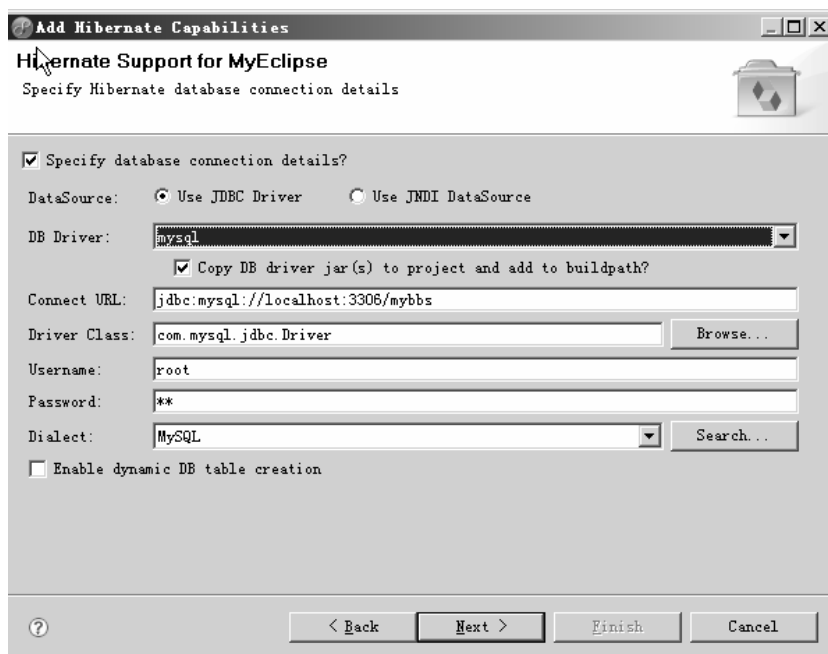 Add Hibernate Capabilities
Hibernate Support for MyEclipse
Specify Hibernate database connection details
Specify database connection details?
DataSource: Use JDBC Driver Use JNDI DataSource
DB Driver: mysql
Copy DB driver jar(s) to project and add to buildpath?
Connect URL: jdbc:mysql://localhost:3306/mybbs
Driver Class: com.mysql.jdbc.Driver Browse...
Username: root
Password: **
Dialect: MySQL Search...
Enable dynamic DB table creation
? < Back Next > Finish Cancel